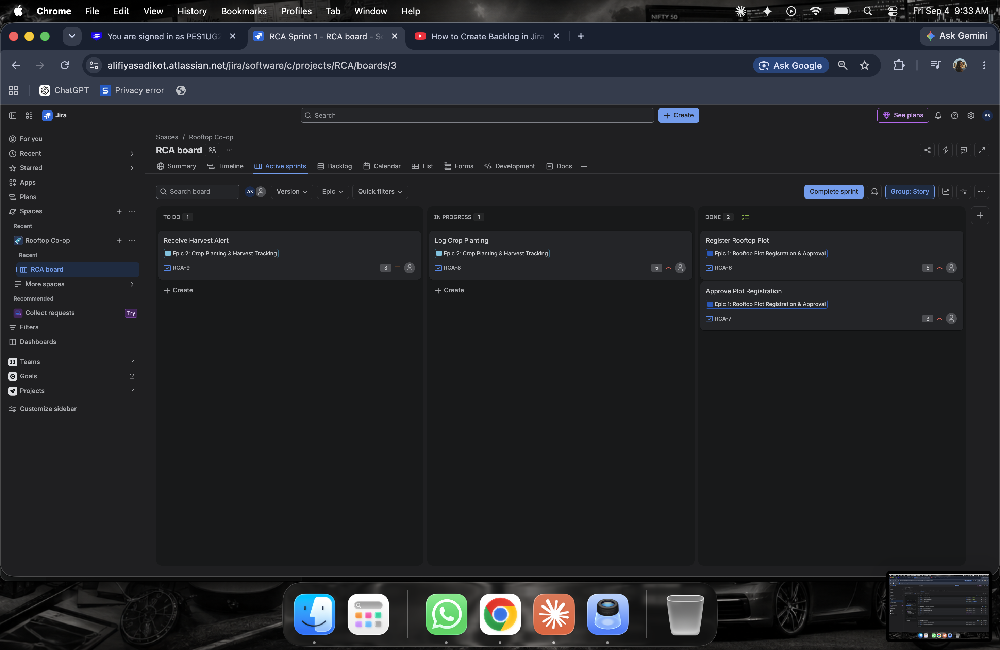 Chrome File Edit View History Bookmarks Profiles Tab Window Help
NIFTY 50
Fri Sep 4 9:33 AM
You are signed in as PES1UG2
RCA Sprint 1 - RCA board - Sc
How to Create Backlog in Jira
Ask Gemini
alifiyasadikot.atlassian.net/jira/software/c/projects/RCA/boards/3
Ask Google
ChatGPT
S Privacy error
Jira
Search
Create
See plans
AS
For you
Recent
Starred
Apps
Plans
Spaces
Recent
Rooftop Co-op
Recent
RCA board
More spaces
Recommended
Collect requests Try
Filters
Dashboards
Teams
Goals
Projects
Customize sidebar
Spaces / Rooftop Co-op
RCA board
Summary Timeline Active sprints Backlog Calendar List Forms Development Docs
Search board
AS
Version
Epic
Quick filters
Complete sprint
Group: Story
TO DO 1
Receive Harvest Alert
Epic 2: Crop Planting & Harvest Tracking
RCA-9 3
Create
IN PROGRESS 1
Log Crop Planting
Epic 2: Crop Planting & Harvest Tracking
RCA-8 5
Create
DONE 2
Register Rooftop Plot
Epic 1: Rooftop Plot Registration & Approval
RCA-6 5
Approve Plot Registration
Epic 1: Rooftop Plot Registration & Approval
RCA-7 3